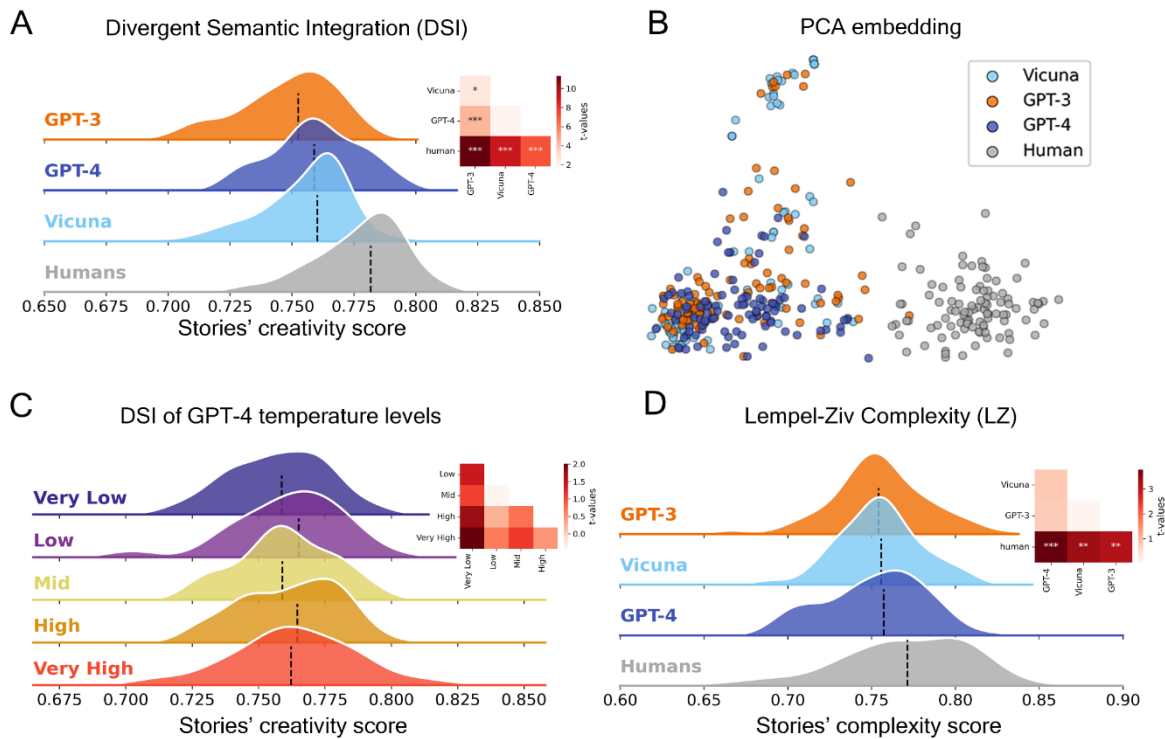 A
Divergent Semantic Integration (DSI)
GPT-3
GPT-4
Vicuna
Humans
0.650 0.675 0.700 0.725 0.750 0.775 0.800 0.825 0.850
Stories' creativity score
Vicuna
GPT-4
human
*
***
*** *** ***
GPT-3 Vicuna GPT-4
10
8
6
4
2
t-values
B
PCA embedding
Vicuna
GPT-3
GPT-4
Human
C
DSI of GPT-4 temperature levels
Very Low
Low
Mid
High
Very High
0.675 0.700 0.725 0.750 0.775 0.800 0.825 0.850
Stories' creativity score
Low
Mid
High
Very High
Very Low Low Mid High
2.0
1.5
1.0
0.5
0.0
t-values
D
Lempel-Ziv Complexity (LZ)
GPT-3
Vicuna
GPT-4
Humans
0.60 0.65 0.70 0.75 0.80 0.85 0.90
Stories' complexity score
Vicuna
GPT-3
human
*** ** **
GPT-4 Vicuna GPT-3
3
2
1
t-values